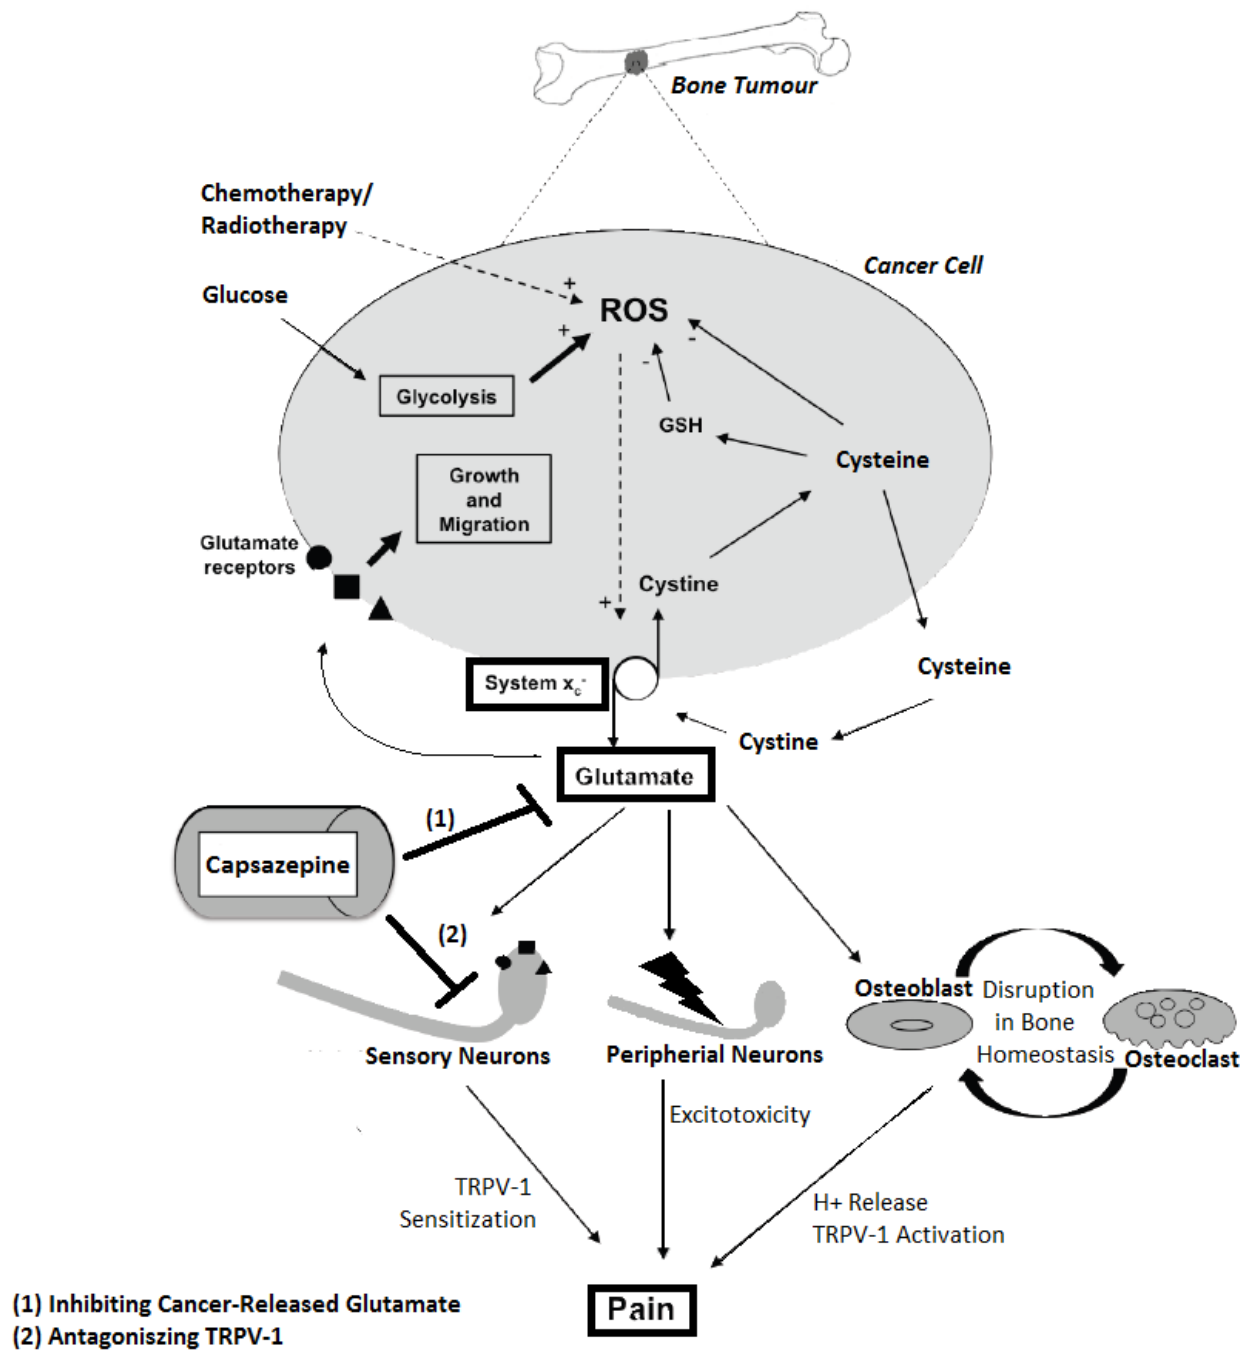 Bone Tumour
Chemotherapy/
Radiotherapy
Cancer Cell
Glucose
+
ROS
+
-
-
Glycolysis
GSH
Cysteine
Growth
and
Migration
Glutamate
receptors
Cystine
+
Cysteine
System xc-
Cystine
Glutamate
(1)
Capsazepine
(2)
Osteoblast
Disruption
in Bone
Homeostasis
Osteoclast
Sensory Neurons
Peripherial Neurons
Excitotoxicity
TRPV-1
Sensitization
H+ Release
TRPV-1 Activation
Pain
(1) Inhibiting Cancer-Released Glutamate
(2) Antagoniszing TRPV-1